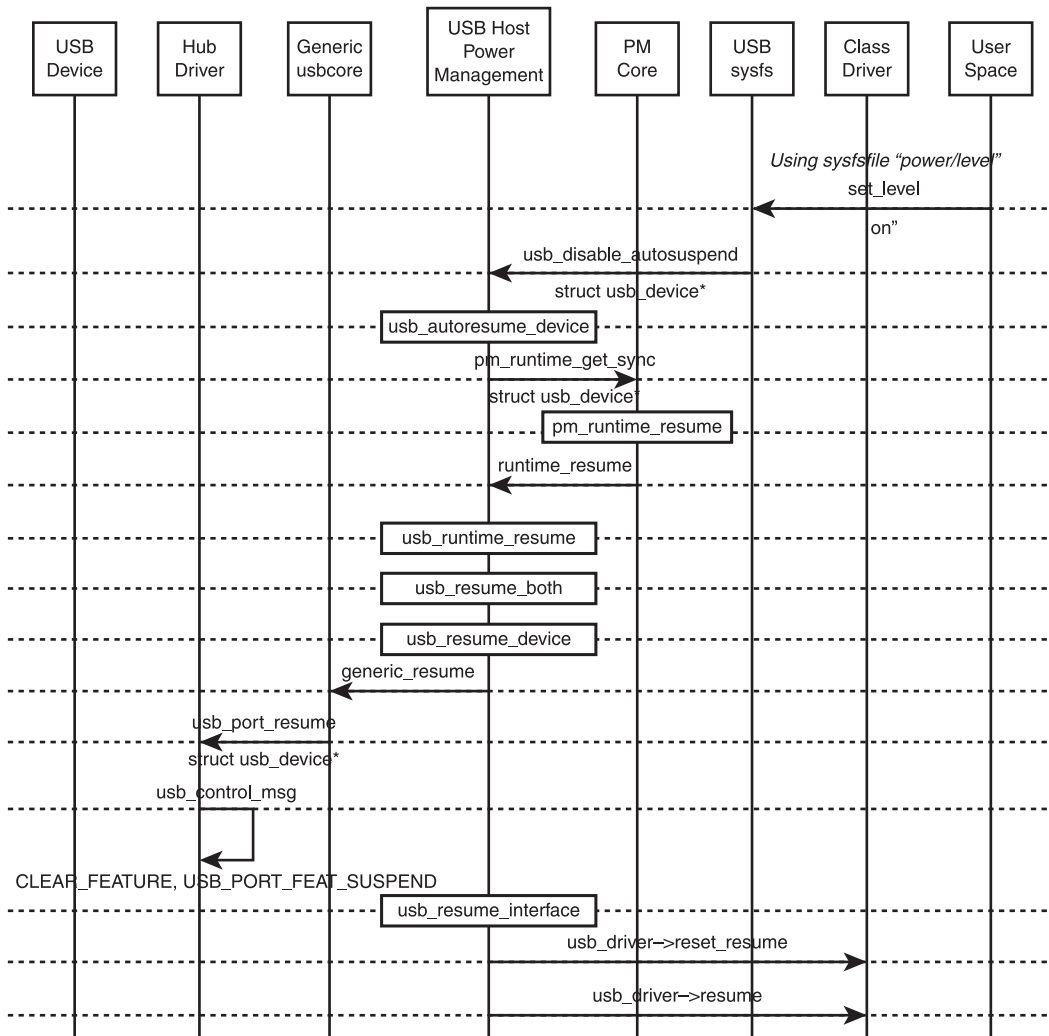 USB
Device
Hub
Driver
Generic
usbcore
USB Host
Power
Management
PM
Core
USB
sysfs
Class
Driver
User
Space
Using sysfsfile “power/level”
set_level
on”
usb_disable_autosuspend
struct usb_device*
usb_autoresume_device
pm_runtime_get_sync
struct usb_device*
pm_runtime_resume
runtime_resume
usb_runtime_resume
usb_resume_both
usb_resume_device
generic_resume
usb_port_resume
struct usb_device*
usb_control_msg
CLEAR_FEATURE, USB_PORT_FEAT_SUSPEND
usb_resume_interface
usb_driver–>reset_resume
usb_driver–>resume